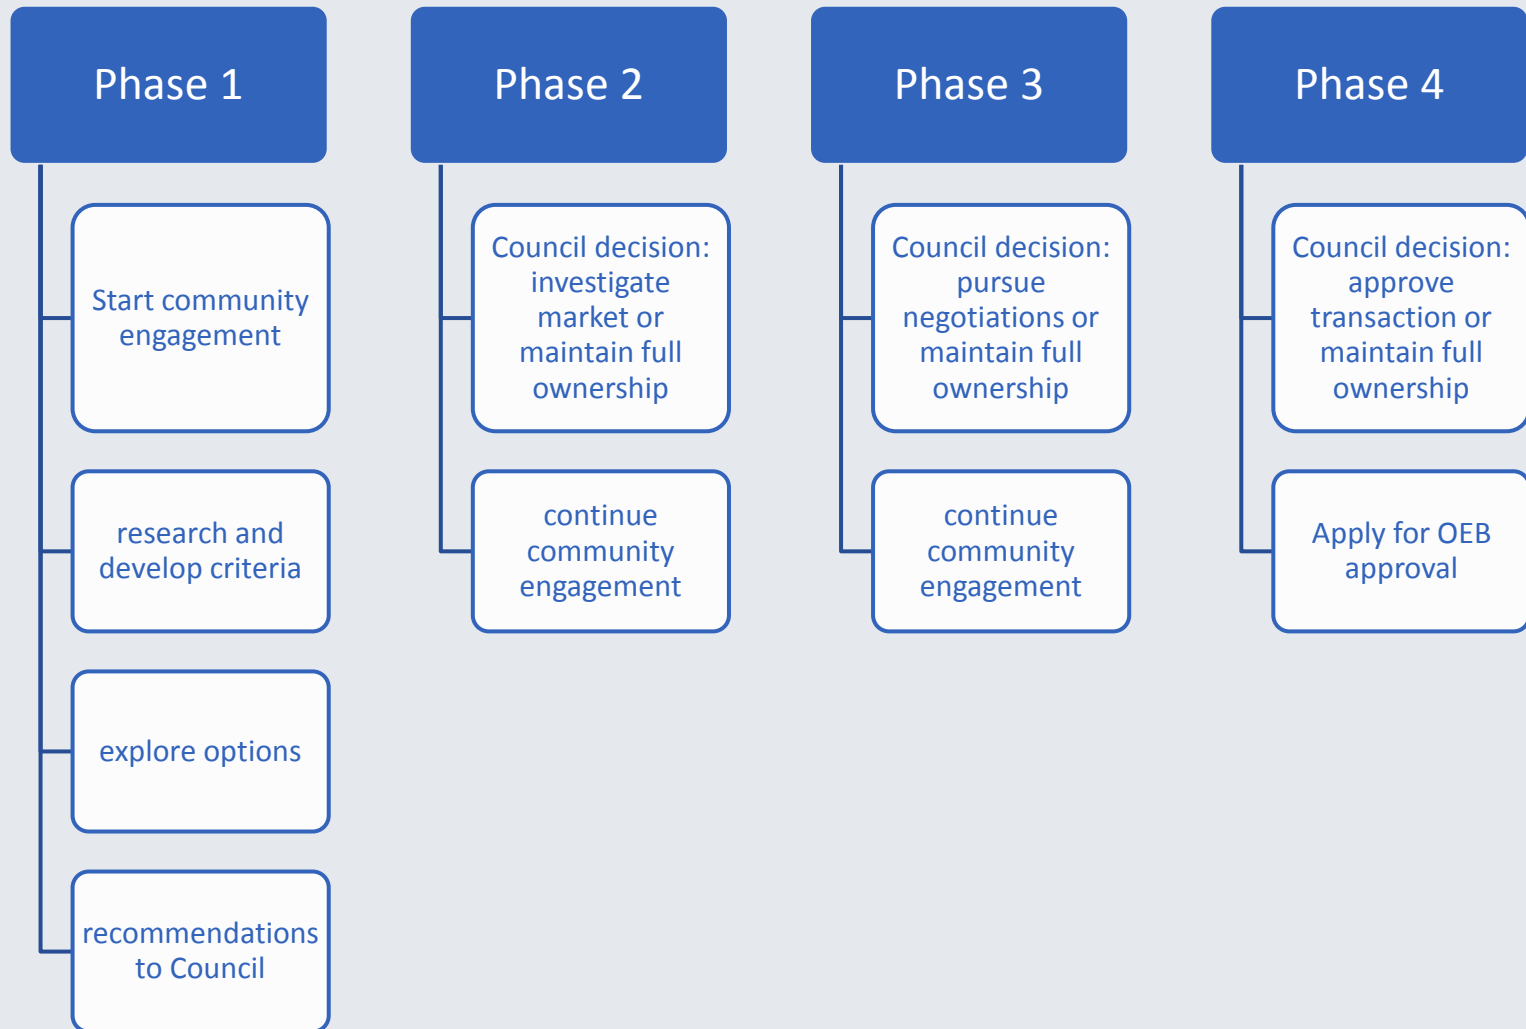 Phase 1
Start community
engagement
research and
develop criteria
explore options
recommendations
to Council
Phase 2
Council decision:
investigate
market or
maintain full
ownership
continue
community
engagement
Phase 3
Council decision:
pursue
negotiations or
maintain full
ownership
continue
community
engagement
Phase 4
Council decision:
approve
transaction or
maintain full
ownership
Apply for OEB
approval